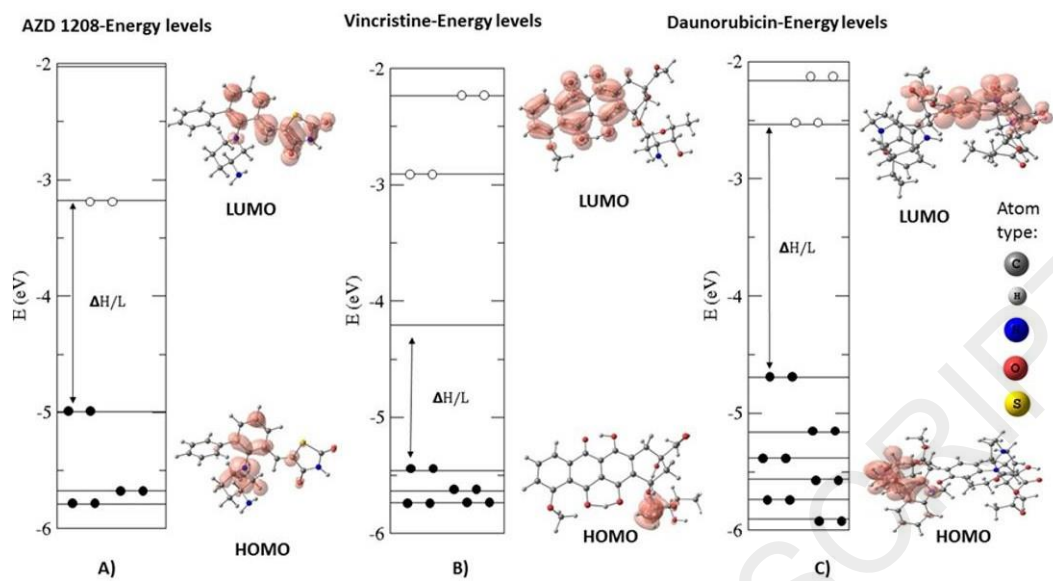 AZD 1208-Energy levels
Vincristine-Energy levels
Daunorubicin-Energy levels
-2
-3
-4
-5
-6
E (eV)
ΔH/L
LUMO
HOMO
A)
-2
-3
-4
-5
-6
E (eV)
ΔH/L
LUMO
HOMO
B)
-2
-3
-4
-5
-6
E (eV)
ΔH/L
LUMO
HOMO
C)
Atom
type:
C
H
N
O
S
SCRIPT